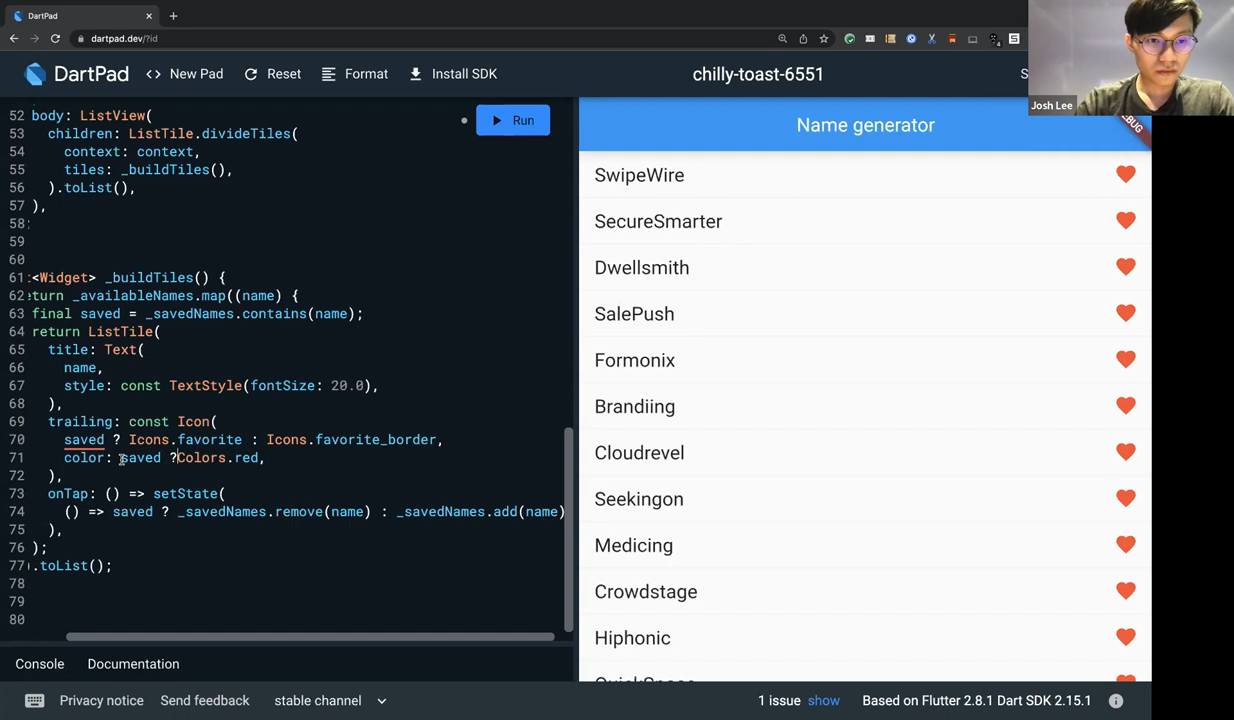 DartPad
dartpad.dev/?id
DartPad
<> New Pad
Reset
Format
Install SDK
chilly-toast-6551
S
Josh Lee
52 body: ListView(
53 children: ListTile.divideTiles(
54 context: context,
55 tiles: _buildTiles(),
56 ).toList(),
57 ),
58 ;
59
60
61 :<Widget> _buildTiles() {
62 eturn _availableNames.map((name) {
63 final saved = _savedNames.contains(name);
64 return ListTile(
65 title: Text(
66 name,
67 style: const TextStyle(fontSize: 20.0),
68 ),
69 trailing: const Icon(
70 saved ? Icons.favorite : Icons.favorite_border,
71 color: saved ?Colors.red,
72 ),
73 onTap: () => setState(
74 () => saved ? _savedNames.remove(name) : _savedNames.add(name)
75 ),
76 );
77 ).toList();
78
79
80
Run
Name generator
DEBUG
SwipeWire
SecureSmarter
Dwellsmith
SalePush
Formonix
Brandiing
Cloudrevel
Seekingon
Medicing
Crowdstage
Hiphonic
QuickSpace
Console
Documentation
Privacy notice
Send feedback
stable channel
1 issue show
Based on Flutter 2.8.1 Dart SDK 2.15.1